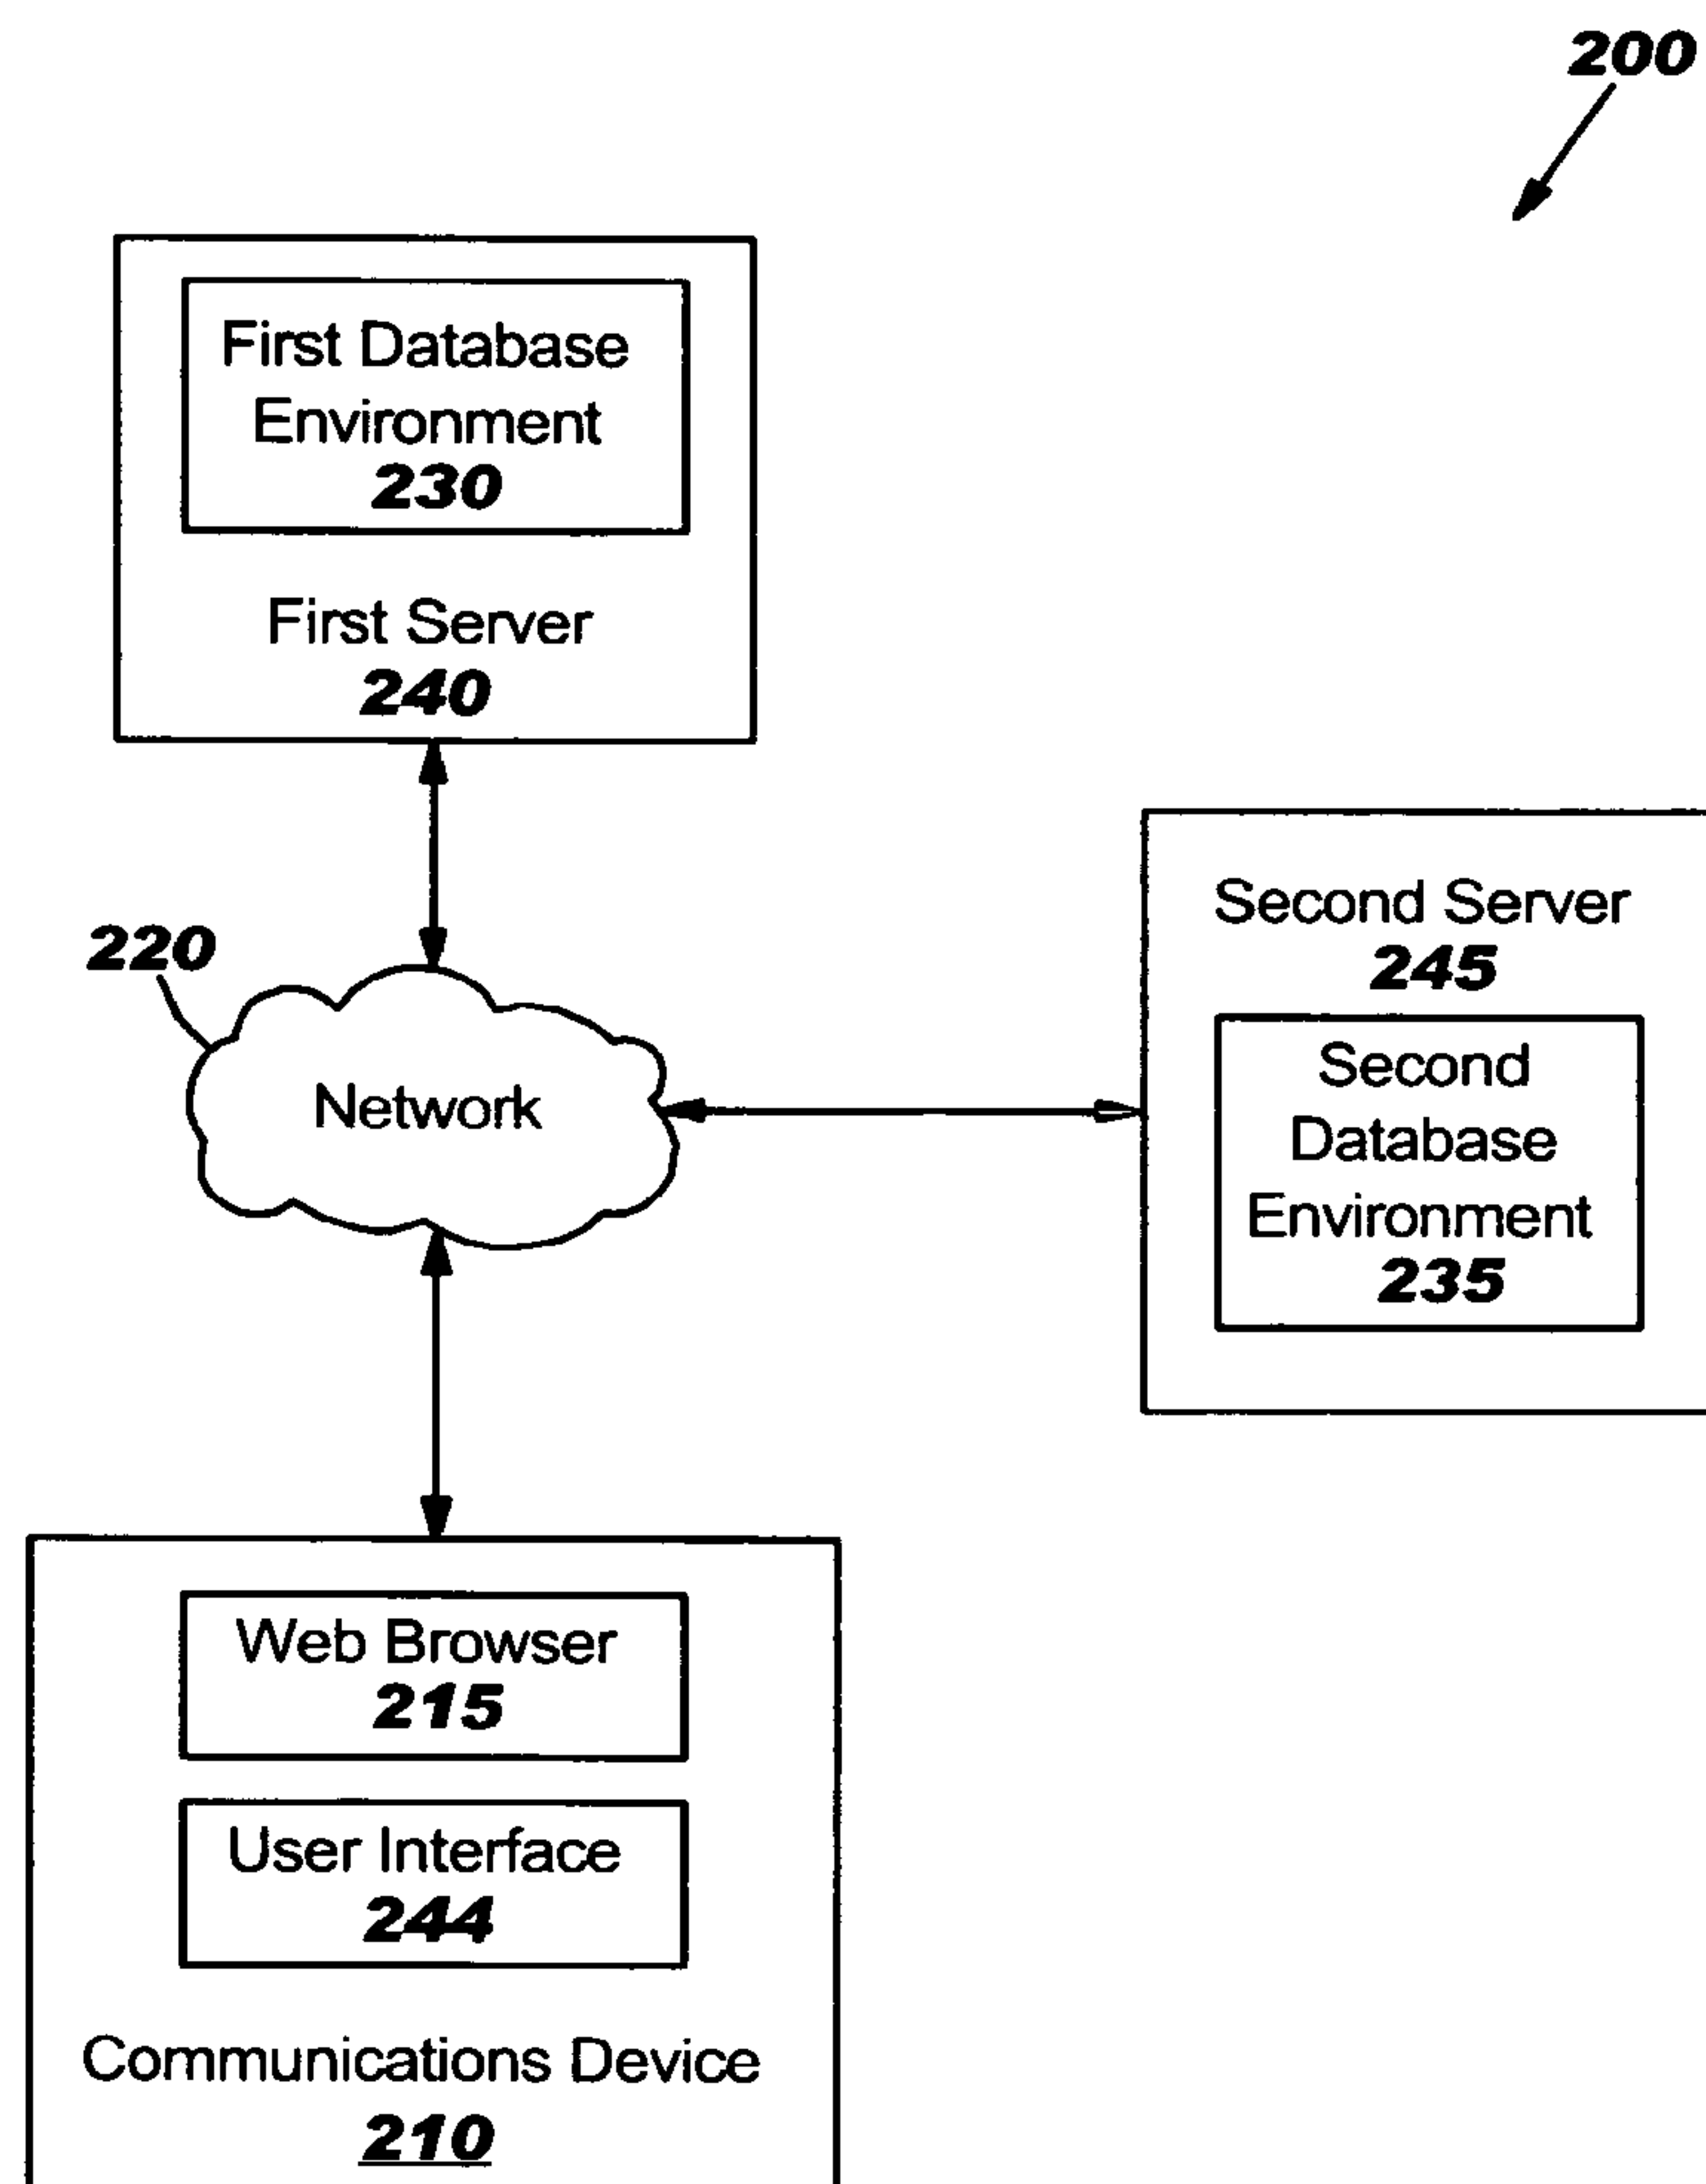 200
First Database
Environment
230
First Server
240
220
Network
Second Server
245
Second
Database
Environment
235
Web Browser
215
User Interface
244
Communications Device
210